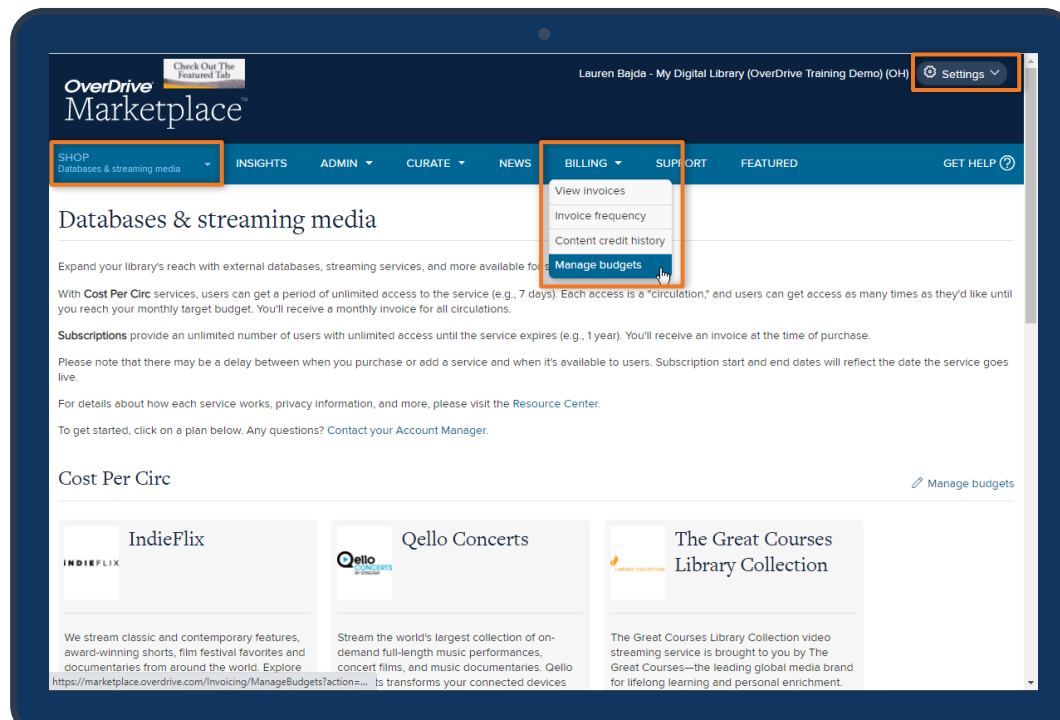 Check Out The
Featured Tab
OverDrive
Marketplace™
Lauren Bajda - My Digital Library (OverDrive Training Demo) (OH)
Settings
SHOP
Databases & streaming media
INSIGHTS
ADMIN
CURATE
NEWS
BILLING
SUPPORT
FEATURED
GET HELP
View invoices
Invoice frequency
Content credit history
Manage budgets
Databases & streaming media
Expand your library's reach with external databases, streaming services, and more available for
With Cost Per Circ services, users can get a period of unlimited access to the service (e.g., 7 days). Each access is a "circulation," and users can get access as many times as they'd like until
you reach your monthly target budget. You'll receive a monthly invoice for all circulations.
Subscriptions provide an unlimited number of users with unlimited access until the service expires (e.g., 1 year). You'll receive an invoice at the time of purchase.
Please note that there may be a delay between when you purchase or add a service and when it's available to users. Subscription start and end dates will reflect the date the service goes
live.
For details about how each service works, privacy information, and more, please visit the Resource Center.
To get started, click on a plan below. Any questions? Contact your Account Manager.
Cost Per Circ
Manage budgets
INDIEFLIX
IndieFlix
We stream classic and contemporary features,
award-winning shorts, film festival favorites and
documentaries from around the world. Explore
Qello
CONCERTS
Qello Concerts
Stream the world's largest collection of on-
demand full-length music performances,
concert films, and music documentaries. Qello
ts transforms your connected devices
The Great Courses
Library Collection
The Great Courses Library Collection video
streaming service is brought to you by The
Great Courses—the leading global media brand
for lifelong learning and personal enrichment.
https://marketplace.overdrive.com/Invoicing/ManageBudgets?action=...